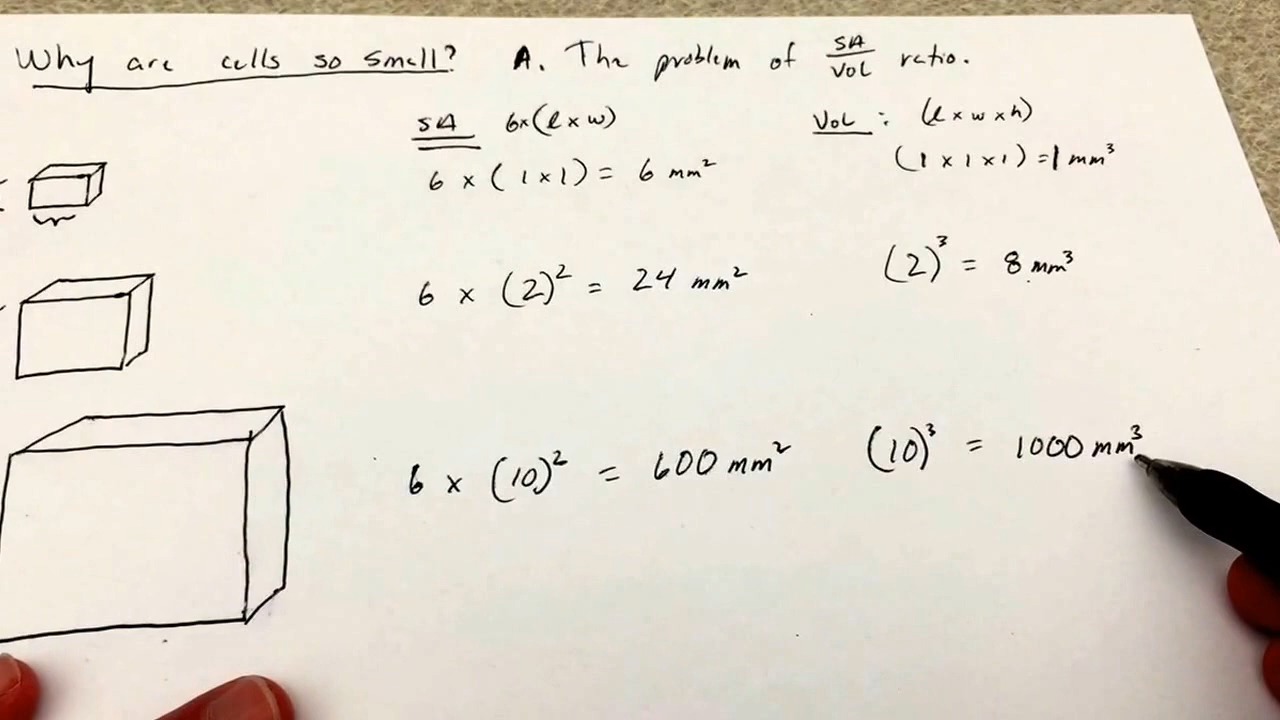 Why are cells so small? A. The problem of SA/VOL ratio.
SA 6x(l x w) VOL : (l x w x h)
6 x (1x1) = 6 mm² (1 x 1 x 1) = 1 mm³
6 x (2)² = 24 mm² (2)³ = 8 mm³
6 x (10)² = 600 mm² (10)³ = 1000 mm³